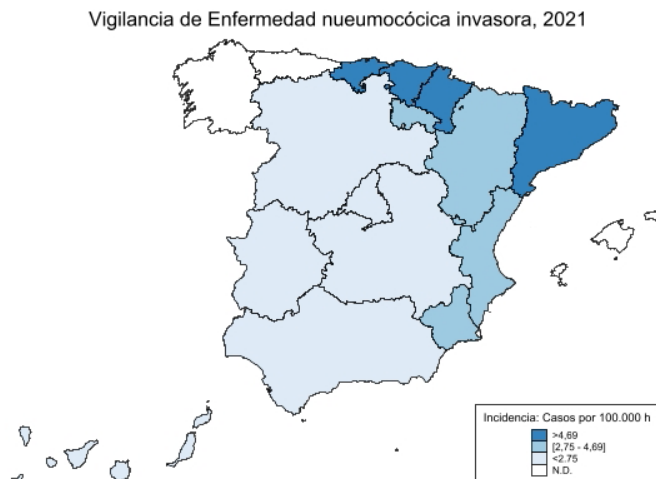 Vigilancia de Enfermedad nueumocócica invasora, 2021
Incidencia: Casos por 100.000 h
>4,69
[2,75 - 4,69]
<2.75
N.D.